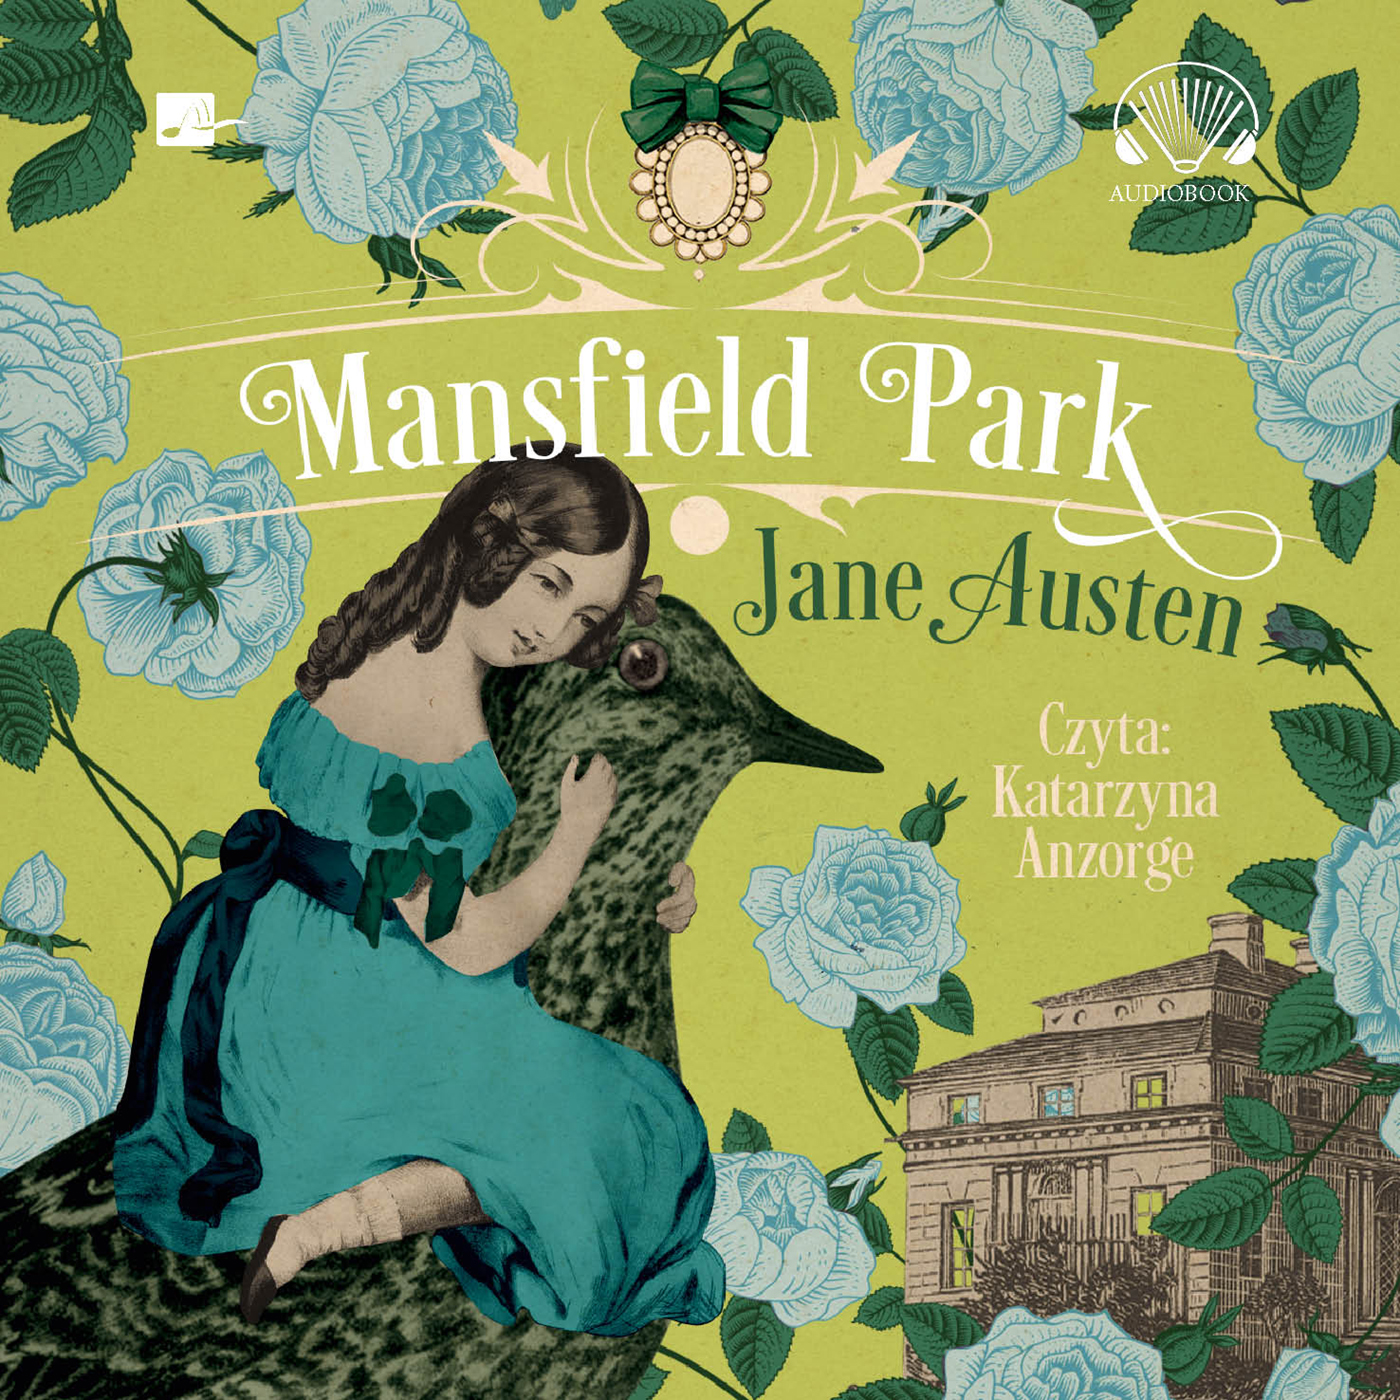 AUDIOBOOK
Mansfield Park
Jane Austen
Czyta:
Katarzyna
Anzorge